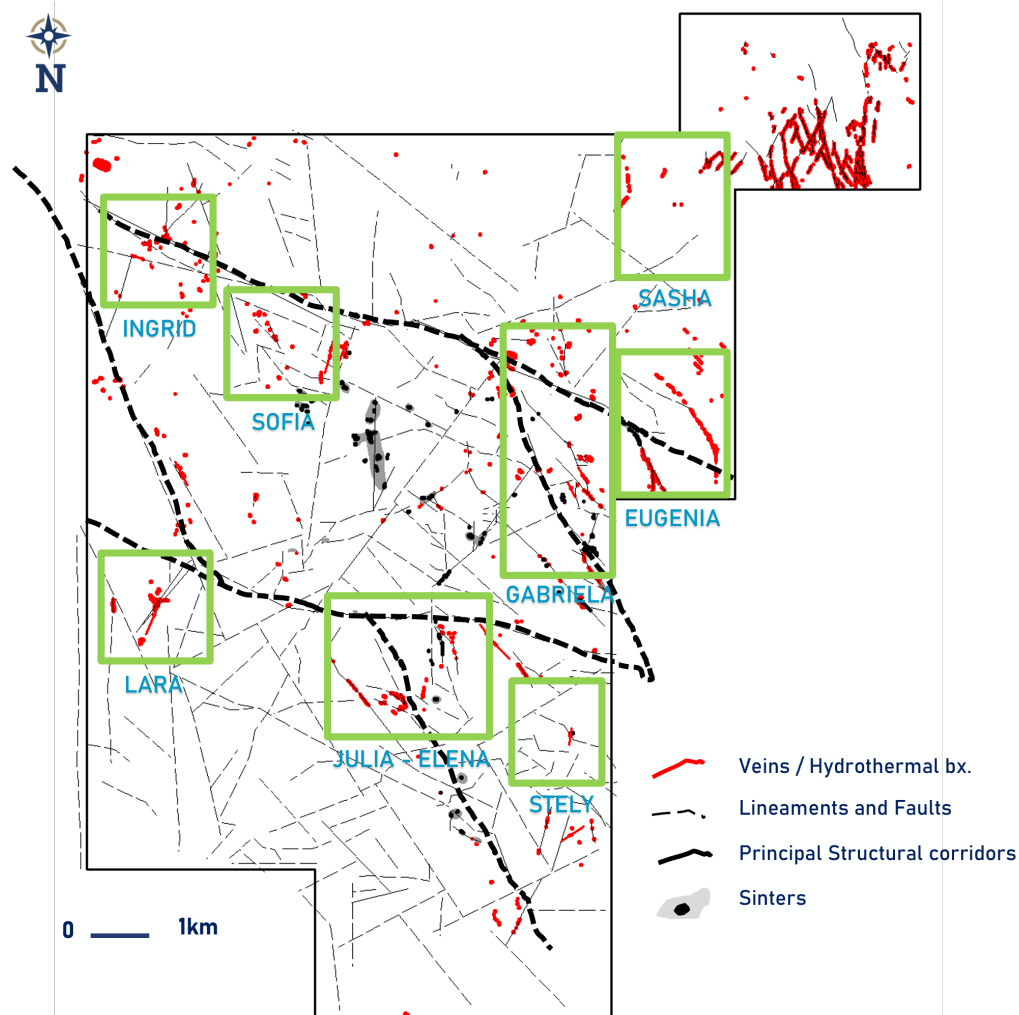 N
SASHA
INGRID
SOFIA
EUGENIA
GABRIELA
LARA
JULIA - ELENA
STELY
Veins / Hydrothermal bx.
Lineaments and Faults
Principal Structural corridors
Sinters
0 1km